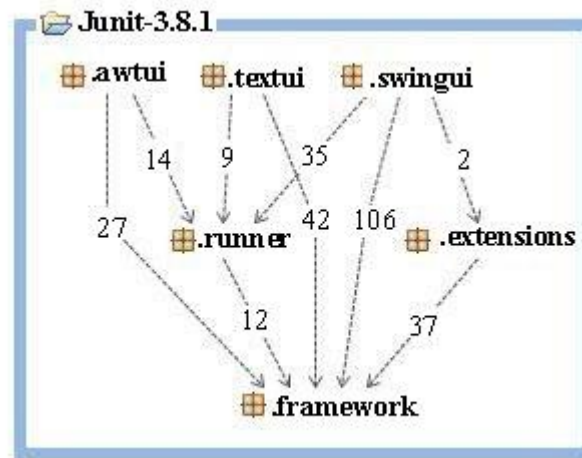 Junit-3.8.1
.awtui .textui .swingui
14 9 35 2
27 .runner 42 106 .extensions
12 37
.framework